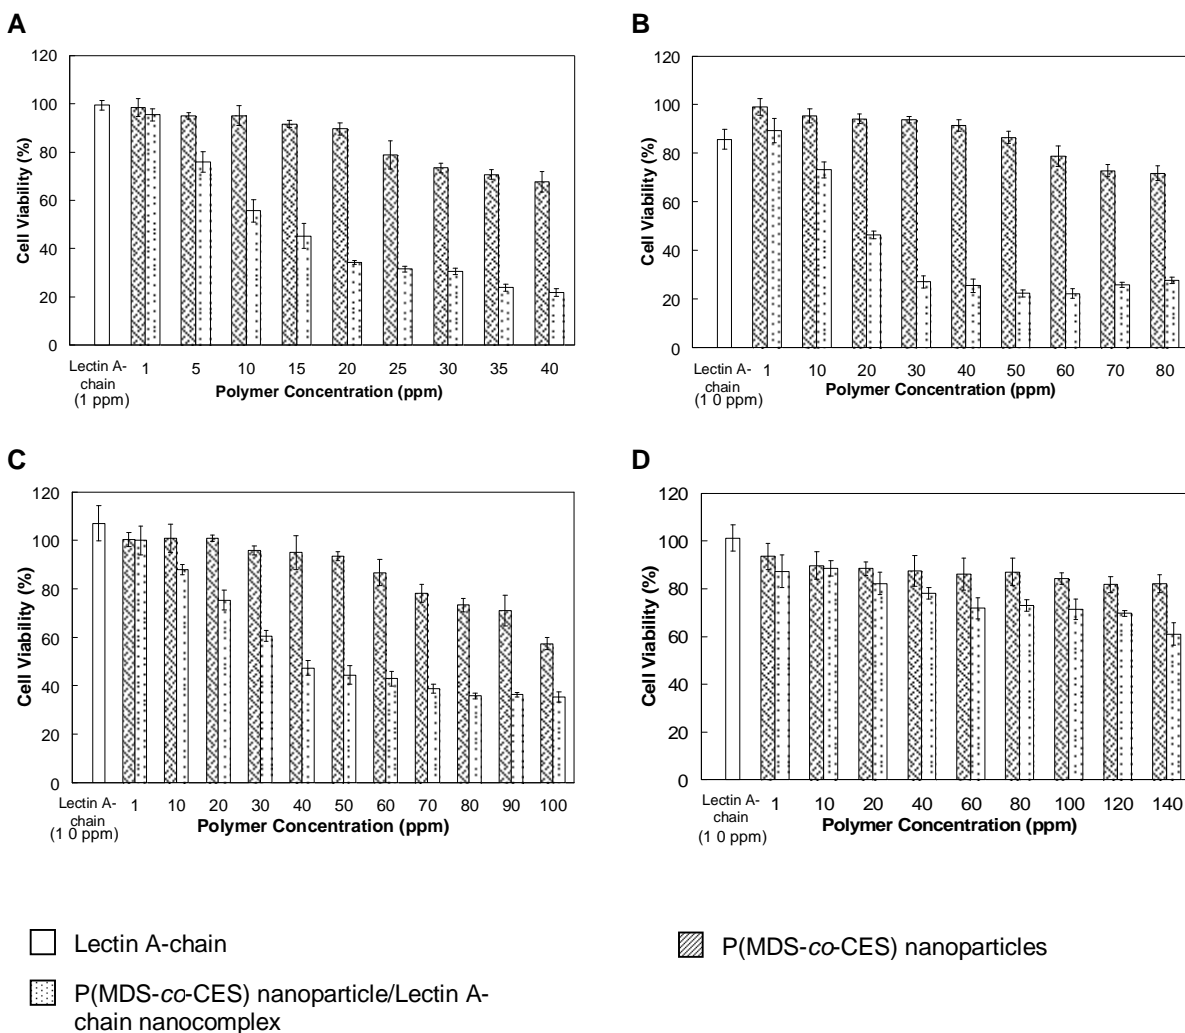 A
120
100
80
60
40
20
0
Cell Viability (%)
Lectin A-
chain
(1 ppm)
1 5 10 15 20 25 30 35 40
Polymer Concentration (ppm)
B
120
100
80
60
40
20
0
Cell Viability (%)
Lectin A-
chain
(1 0 ppm)
1 10 20 30 40 50 60 70 80
Polymer Concentration (ppm)
C
120
100
80
60
40
20
0
Cell Viability (%)
Lectin A-
chain
(1 0 ppm)
1 10 20 30 40 50 60 70 80 90 100
Polymer Concentration (ppm)
D
120
100
80
60
40
20
0
Cell Viability (%)
Lectin A-
chain
(1 0 ppm)
1 10 20 40 60 80 100 120 140
Polymer Concentration (ppm)
Lectin A-chain
P(MDS-co-CES) nanoparticles
P(MDS-co-CES) nanoparticle/Lectin A-
chain nanocomplex